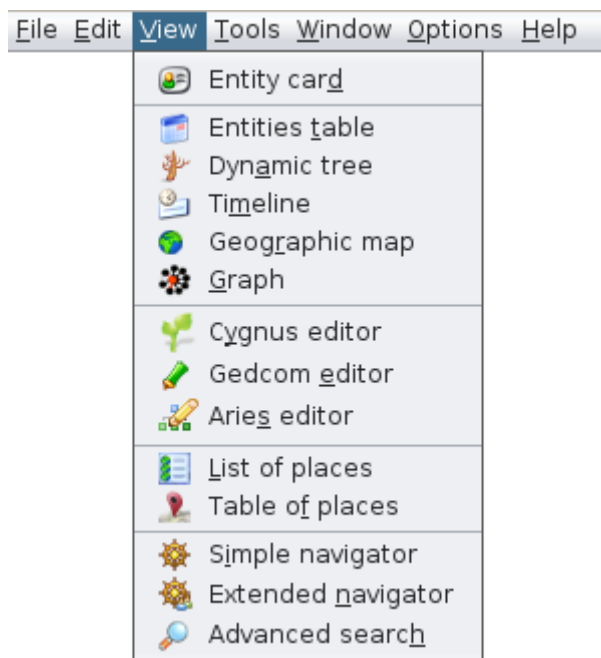 File Edit View Tools Window Options Help
Entity card
Entities table
Dynamic tree
Timeline
Geographic map
Graph
Cygnus editor
Gedcom editor
Aries editor
List of places
Table of places
Simple navigator
Extended navigator
Advanced search